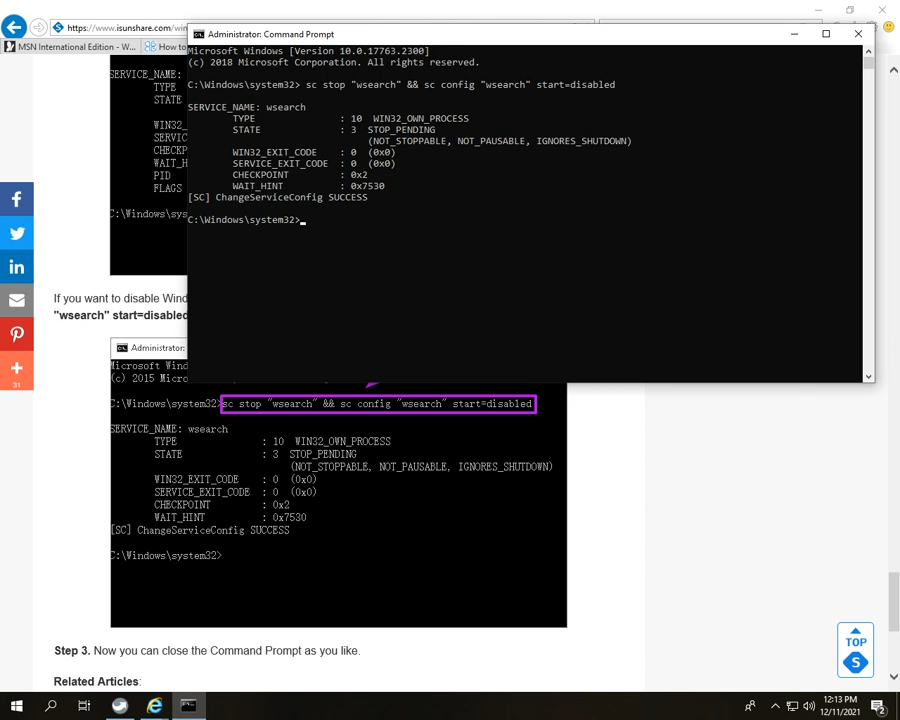 https://www.isunshare.com/win
MSN International Edition - W...
How to
Administrator: Command Prompt
Microsoft Windows [Version 10.0.17763.2300]
(c) 2018 Microsoft Corporation. All rights reserved.
C:\Windows\system32> sc stop "wsearch" && sc config "wsearch" start=disabled
SERVICE_NAME: wsearch
TYPE : 10 WIN32_OWN_PROCESS
STATE : 3 STOP_PENDING
(NOT_STOPPABLE, NOT_PAUSABLE, IGNORES_SHUTDOWN)
WIN32_EXIT_CODE : 0 (0x0)
SERVICE_EXIT_CODE : 0 (0x0)
CHECKPOINT : 0x2
WAIT_HINT : 0x7530
[SC] ChangeServiceConfig SUCCESS
C:\Windows\system32>
SERVICE_NAME:
TYPE
STATE
WIN32_
SERVIC
CHECKP
WAIT_H
PID
FLAGS
C:\Windows\sys
31
If you want to disable Wind
"wsearch" start=disabled
Administrator:
Microsoft Wind
(c) 2015 Micro
C:\Windows\system32>sc stop "wsearch" && sc config "wsearch" start=disabled
SERVICE_NAME: wsearch
TYPE : 10 WIN32_OWN_PROCESS
STATE : 3 STOP_PENDING
(NOT_STOPPABLE, NOT_PAUSABLE, IGNORES_SHUTDOWN)
WIN32_EXIT_CODE : 0 (0x0)
SERVICE_EXIT_CODE : 0 (0x0)
CHECKPOINT : 0x2
WAIT_HINT : 0x7530
[SC] ChangeServiceConfig SUCCESS
C:\Windows\system32>
TOP
S
Step 3. Now you can close the Command Prompt as you like.
Related Articles:
12:13 PM
12/11/2021
2